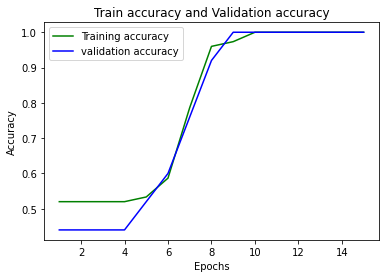 Train accuracy and Validation accuracy
Training accuracy
validation accuracy
Accuracy
1.0
0.9
0.8
0.7
0.6
0.5
2 4 6 8 10 12 14
Epochs